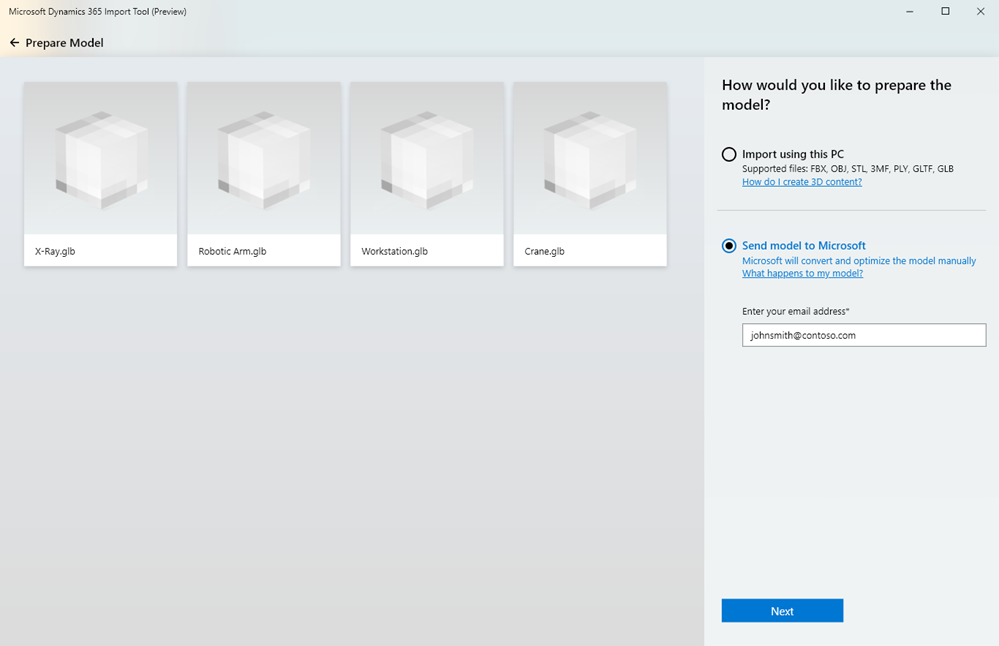 Microsoft Dynamics 365 Import Tool (Preview)
Prepare Model
X-Ray.glb
Robotic Arm.glb
Workstation.glb
Crane.glb
How would you like to prepare the
model?
Import using this PC
Supported files: FBX, OBJ, STL, 3MF, PLY, GLTF, GLB
How do I create 3D content?
Send model to Microsoft
Microsoft will convert and optimize the model manually
What happens to my model?
Enter your email address*
johnsmith@contoso.com
Next